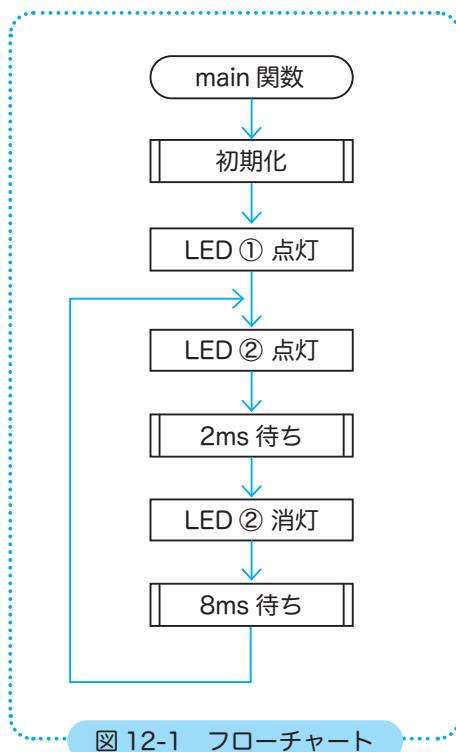 main 関数
初期化
LED ① 点灯
LED ② 点灯
2ms 待ち
LED ② 消灯
8ms 待ち
図 12-1　フローチャート